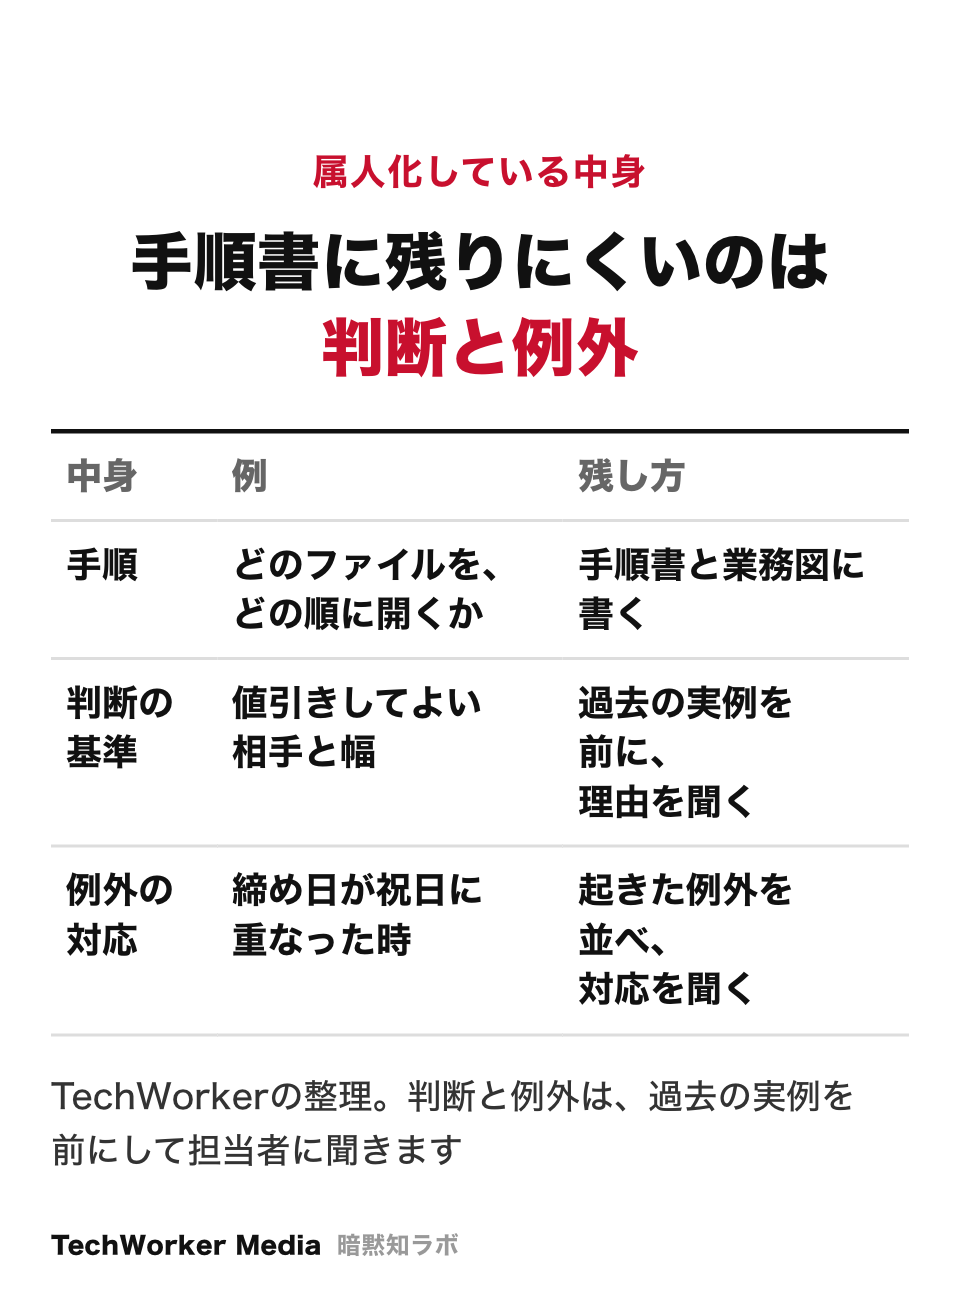 属人化している中身
手順書に残りにくいのは
判断と例外
中身 例 残し方
手順 どのファイルを、 手順書と業務図に
どの順に開くか 書く
判断の 値引きしてよい 過去の実例を
基準 相手と幅 前に、
理由を聞く
例外の 締め日が祝日に 起きた例外を
対応 重なった時 並べ、
対応を聞く
TechWorkerの整理。判断と例外は、過去の実例を
前にして担当者に聞きます
TechWorker Media 暗黙知ラボ